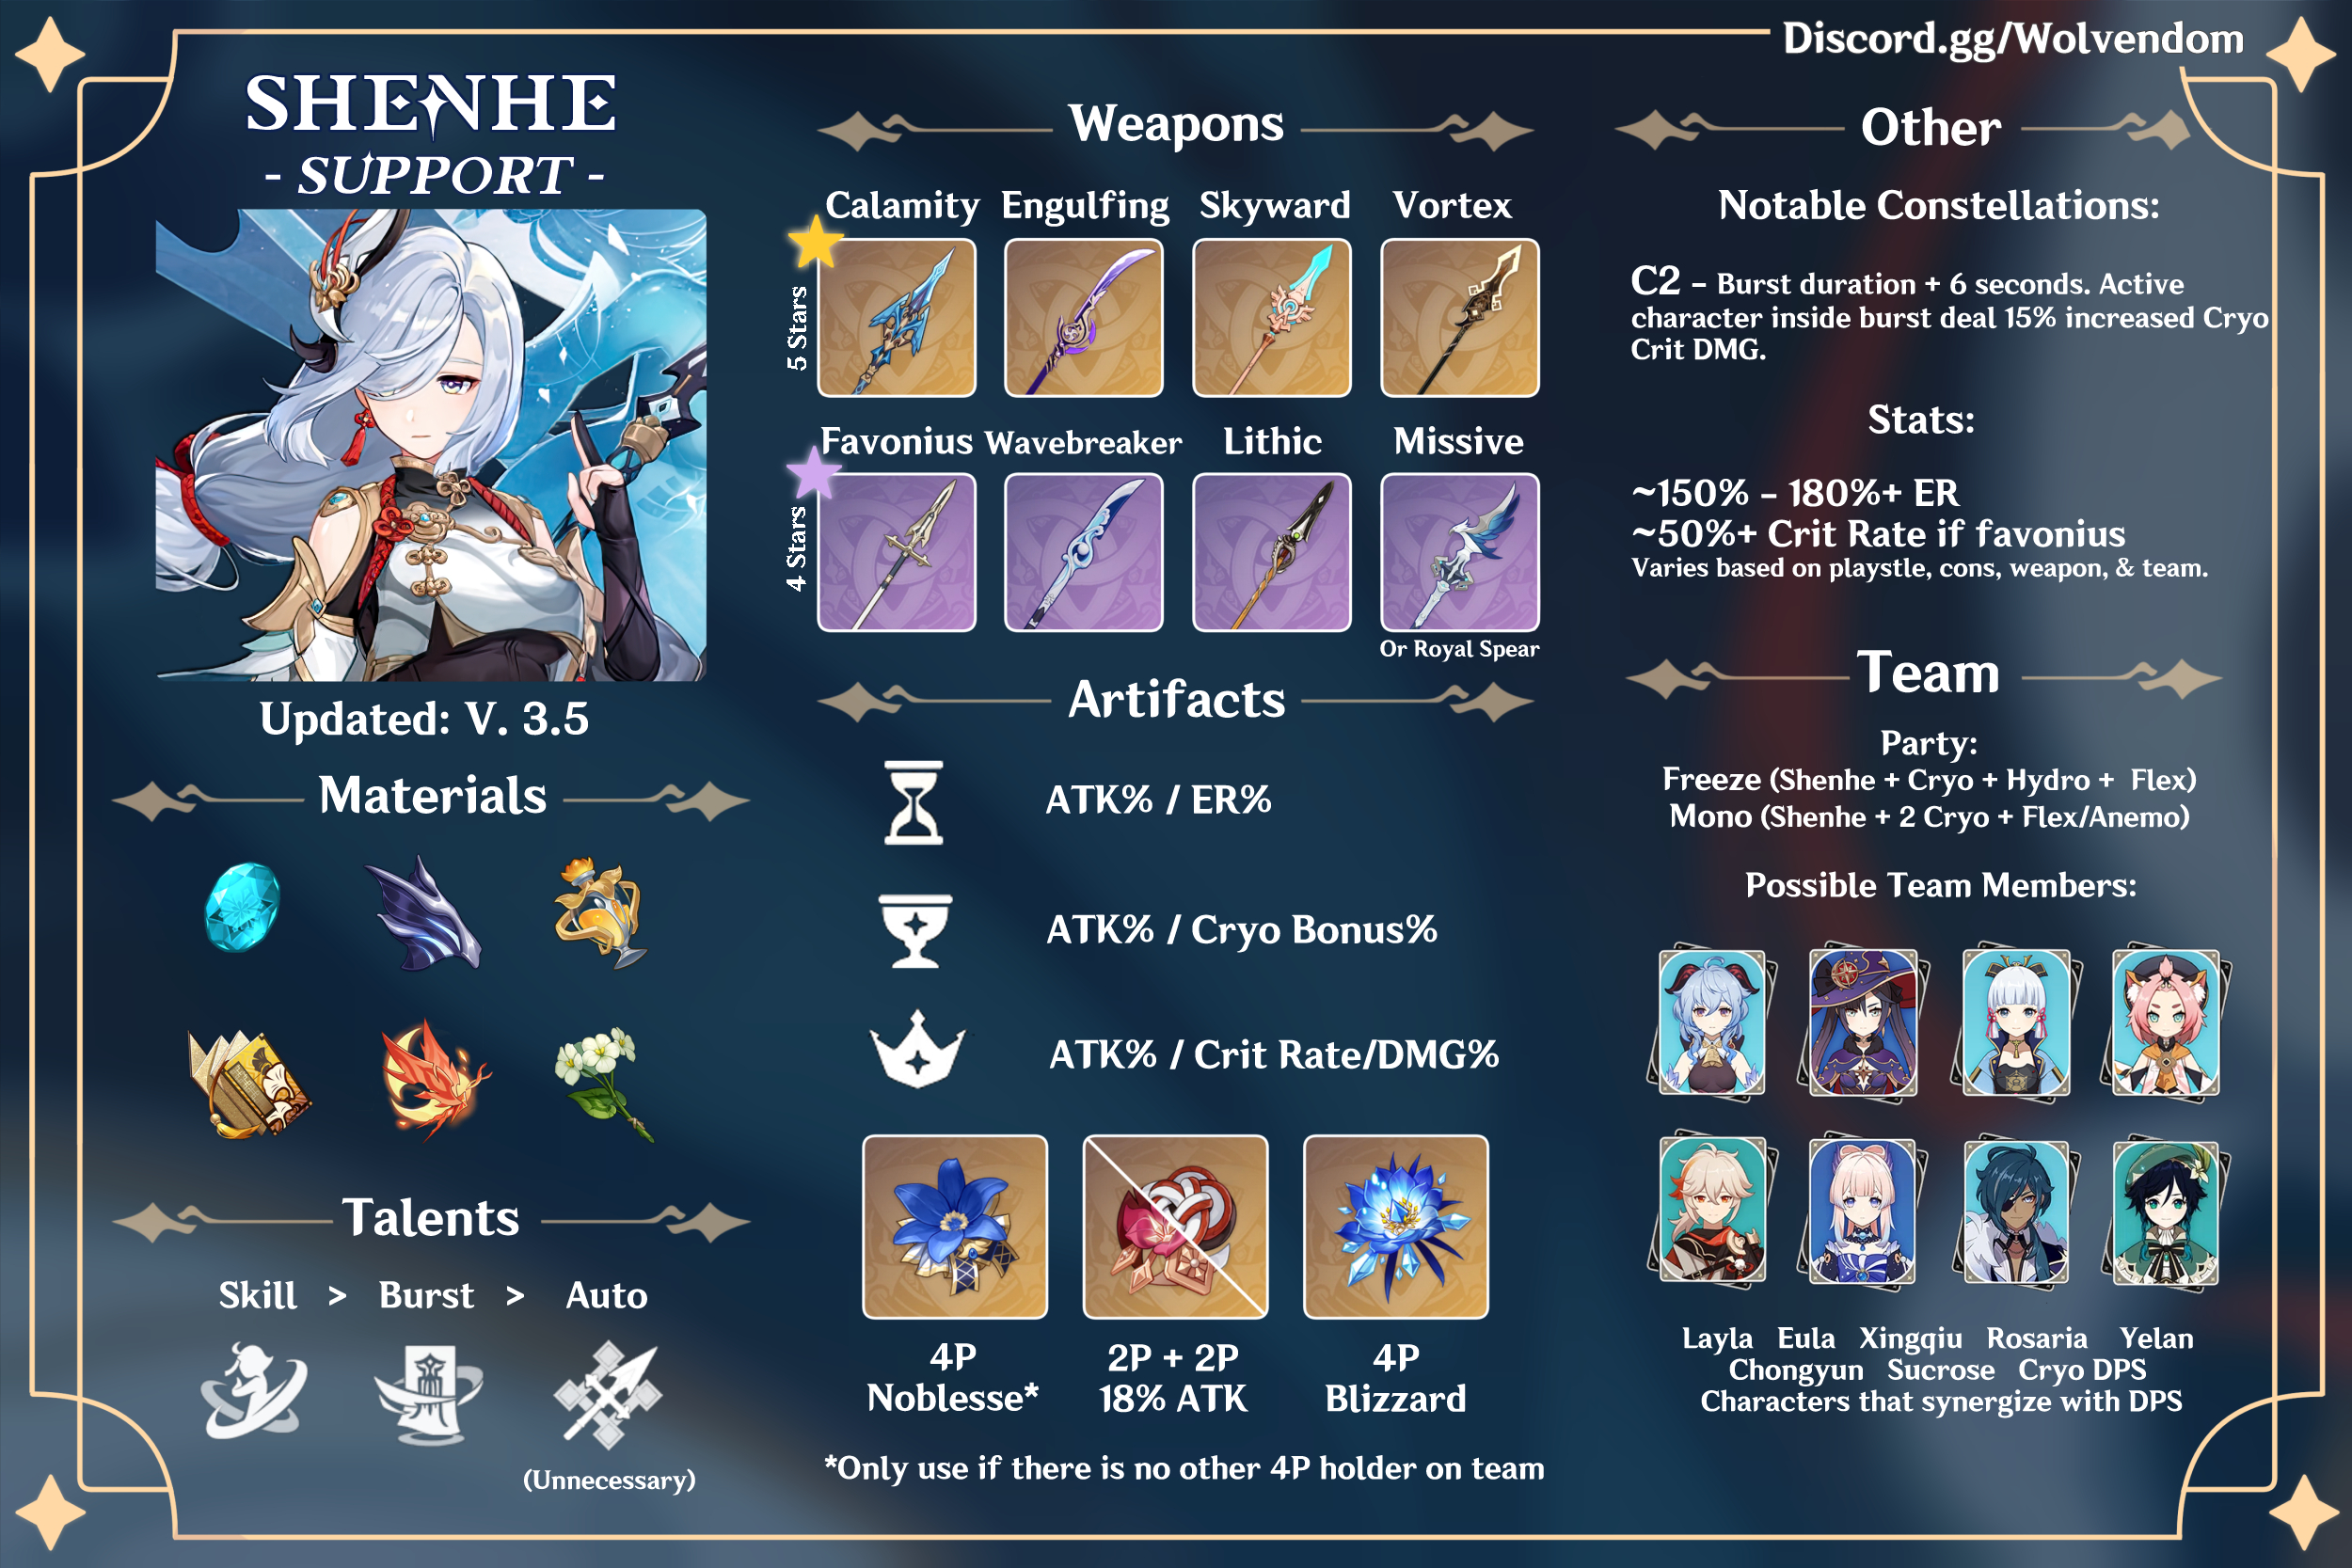 Discord.gg/Wolvendom
SHENHE
- SUPPORT -
Updated: V. 3.5
Materials
Talents
Skill > Burst > Auto
(Unnecessary)
Weapons
Calamity Engulfing Skyward Vortex
5 Stars
Favonius Wavebreaker Lithic Missive
4 Stars
Or Royal Spear
Artifacts
ATK% / ER%
ATK% / Cryo Bonus%
ATK% / Crit Rate/DMG%
4P
Noblesse*
2P + 2P
18% ATK
4P
Blizzard
*Only use if there is no other 4P holder on team
Other
Notable Constellations:
C2 - Burst duration + 6 seconds. Active
character inside burst deal 15% increased Cryo
Crit DMG.
Stats:
~150% - 180%+ ER
~50%+ Crit Rate if favonius
Varies based on playstle, cons, weapon, & team.
Team
Party:
Freeze (Shenhe + Cryo + Hydro + Flex)
Mono (Shenhe + 2 Cryo + Flex/Anemo)
Possible Team Members:
Layla Eula Xingqiu Rosaria Yelan
Chongyun Sucrose Cryo DPS
Characters that synergize with DPS